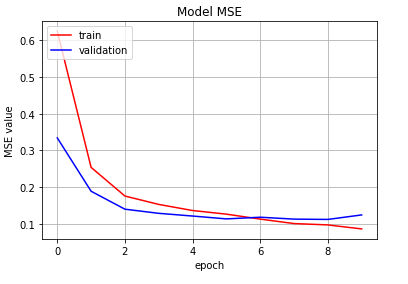 Model MSE
train
validation
MSE value
0.6
0.5
0.4
0.3
0.2
0.1
0 2 4 6 8
epoch